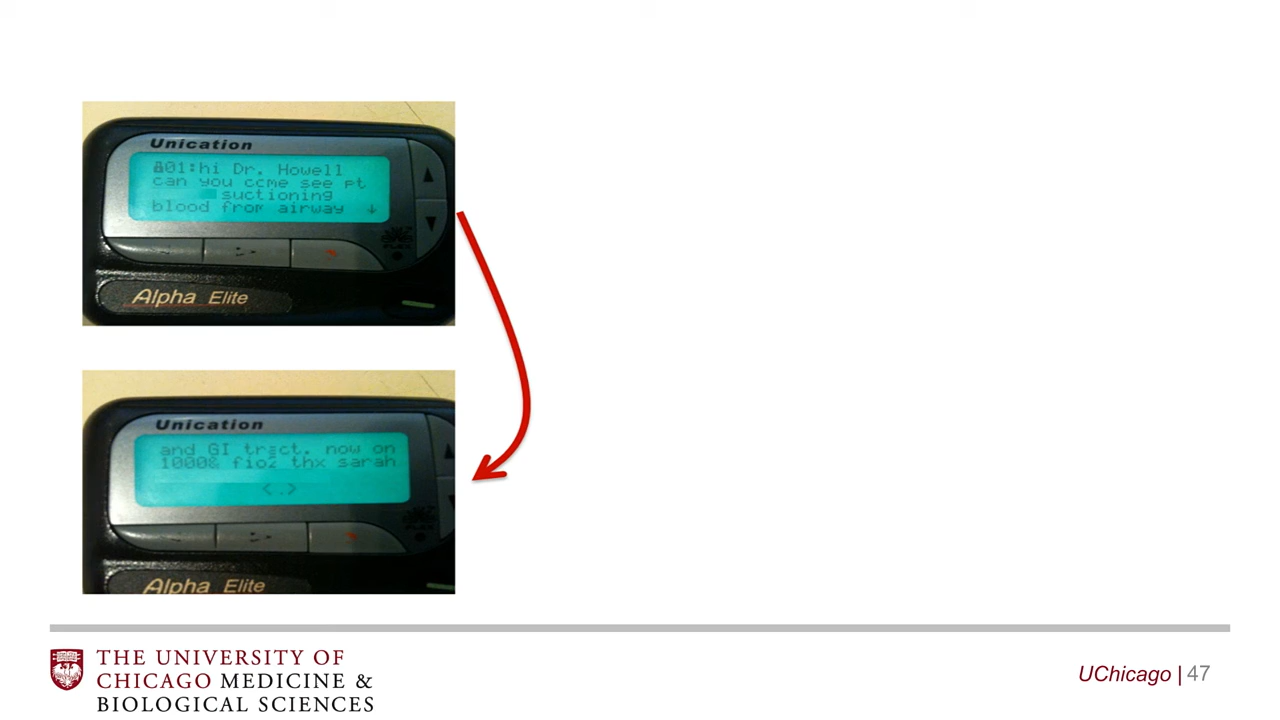 Unication
01:hi Dr. Howell
can you ccme see pt
suctioning
blood from airway ↓
Alpha Elite
Unication
and GI tract. now on
1000& fio2 thx sarah
<.>
Alpha Elite
THE UNIVERSITY OF
CHICAGO MEDICINE &
BIOLOGICAL SCIENCES
UChicago | 47